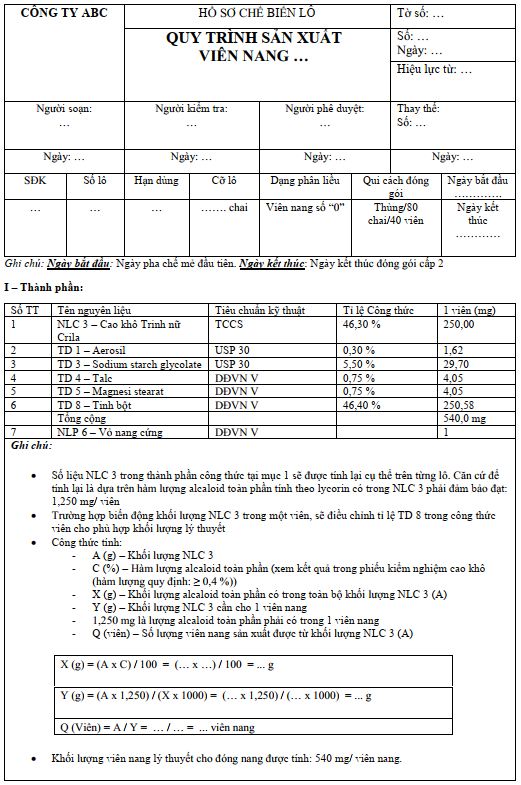 CÔNG TY ABC
HỒ SƠ CHẾ BIẾN LÔ
Tờ số: …
QUY TRÌNH SẢN XUẤT
VIÊN NANG …
Số: …
Ngày: …
Hiệu lực từ: …
Người soạn:
…
Người kiểm tra:
…
Người phê duyệt:
…
Thay thế:
Số: …
Ngày: …
Ngày: …
Ngày: …
Ngày: …
SĐK
Số lô
Hạn dùng
Cỡ lô
Dạng phân liều
Qui cách đóng
gói
Ngày bắt đầu
………….
…
…
…
……. chai
Viên nang số “0”
Thùng/80
chai/40 viên
Ngày kết
thúc
…………
Ghi chú: Ngày bắt đầu: Ngày pha chế mẻ đầu tiên. Ngày kết thúc: Ngày kết thúc đóng gói cấp 2
I – Thành phần:
Số TT Tên nguyên liệu Tiêu chuẩn kỹ thuật Tỉ lệ Công thức 1 viên (mg)
1 NLC 3 – Cao khô Trinh nữ TCCS 46,30 % 250,00
Crila
2 TD 1 – Aerosil USP 30 0,30 % 1,62
3 TD 3 – Sodium starch glycolate USP 30 5,50 % 29,70
4 TD 4 – Talc DĐVN V 0,75 % 4,05
5 TD 5 – Magnesi stearat DĐVN V 0,75 % 4,05
6 TD 8 – Tinh bột DĐVN V 46,40 % 250,58
Tổng cộng 540,0 mg
7 NLP 6 – Vỏ nang cứng DĐVN V 1
Ghi chú:
• Số liệu NLC 3 trong thành phần công thức tại mục 1 sẽ được tính lại cụ thể trên từng lô. Căn cứ để
tính lại là dựa trên hàm lượng alcaloid toàn phần tính theo lycorin có trong NLC 3 phải đảm bảo đạt:
1,250 mg/ viên
• Trường hợp biến động khối lượng NLC 3 trong một viên, sẽ điều chỉnh tỉ lệ TD 8 trong công thức
viên cho phù hợp khối lượng lý thuyết
• Công thức tính:
- A (g) – Khối lượng NLC 3
- C (%) – Hàm lượng alcaloid toàn phần (xem kết quả trong phiếu kiểm nghiệm cao khô
(hàm lượng quy định: ≥ 0,4 %))
- X (g) – Khối lượng alcaloid toàn phần có trong toàn bộ khối lượng NLC 3 (A)
- Y (g) – Khối lượng NLC 3 cần cho 1 viên nang
- 1,250 mg là lượng alcaloid toàn phần phải có trong 1 viên nang
- Q (viên) – Số lượng viên nang sản xuất được từ khối lượng NLC 3 (A)
X (g) = (A x C) / 100 = (… x …) / 100 = ... g
Y (g) = (A x 1,250) / (X x 1000) = (… x 1,250) / (… x 1000) = ... g
Q (Viên) = A / Y = … / … = ... viên nang
• Khối lượng viên nang lý thuyết cho đóng nang được tính: 540 mg/ viên nang.